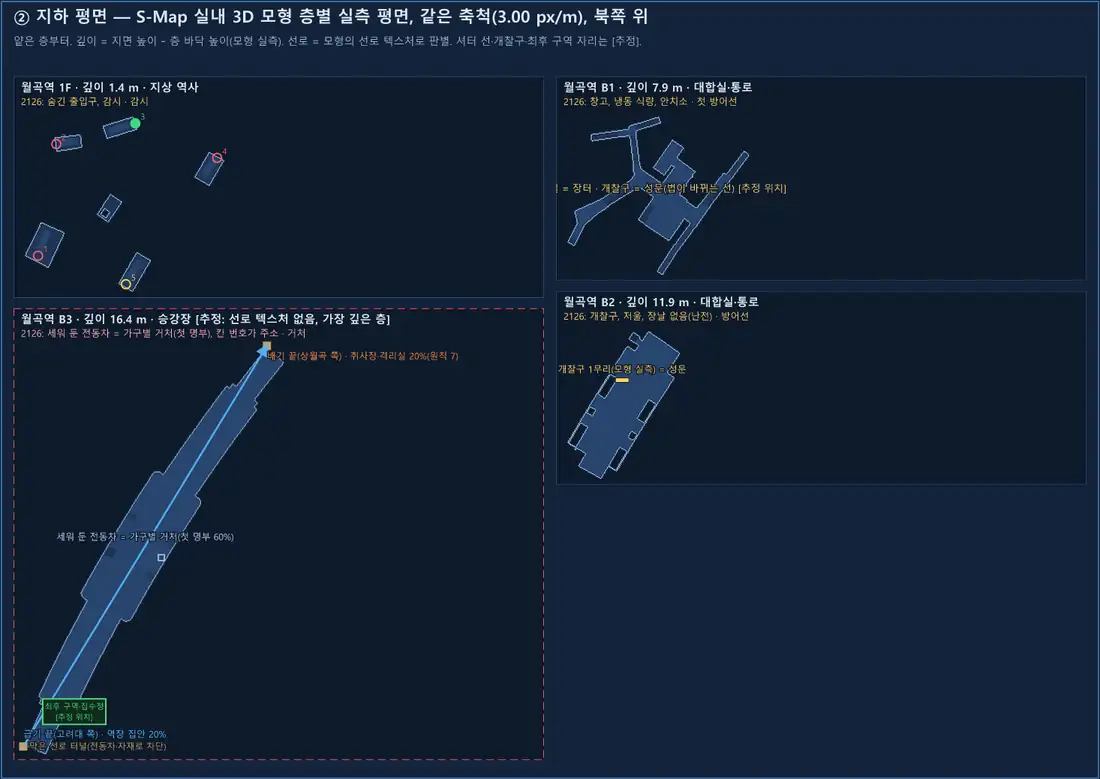 ② 지하 평면 — S-Map 실내 3D 모형 층별 실측 평면, 같은 축척(3.00 px/m), 북쪽 위
얕은 층부터. 깊이 = 지면 높이 − 층 바닥 높이(모형 실측). 선로 = 모형의 선로 텍스처로 판별. 셔터 선·개찰구·최후 구역 자리는 [추정].
월곡역 1F · 깊이 1.4 m · 지상 역사
2126: 숨긴 출입구, 감시 · 감시
2
3
4
1
5
월곡역 B1 · 깊이 7.9 m · 대합실·통로
2126: 창고, 냉동 식량, 안치소 · 첫 방어선
= 장터 · 개찰구 = 성문(법이 바뀌는 선) [추정 위치]
월곡역 B3 · 깊이 16.4 m · 승강장 [추정: 선로 텍스처 없음, 가장 깊은 층]
2126: 세워 둔 전동차 = 가구별 거처(첫 명부), 칸 번호가 주소 · 거처
배기 끝(상월곡 쪽) · 취사장·격리실 20%(원칙 7)
세워 둔 전동차 = 가구별 거처(첫 명부 60%)
최후 구역·집수정
[추정 위치]
급기 끝(고려대 쪽) · 역장 집안 20%
막은 선로 터널(전동차·자재로 차단)
월곡역 B2 · 깊이 11.9 m · 대합실·통로
2126: 개찰구, 저울, 장날 없음(난전) · 방어선
개찰구 1무리(모형 실측) = 성문